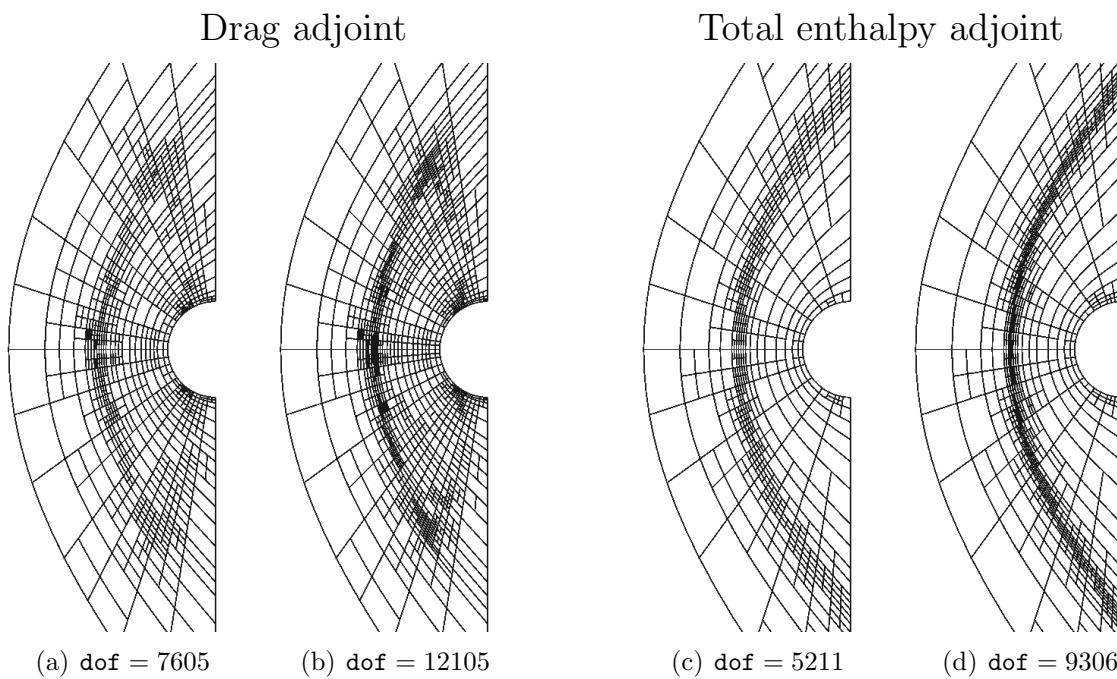 Drag adjoint
Total enthalpy adjoint
(a) dof = 7605
(b) dof = 12105
(c) dof = 5211
(d) dof = 9306